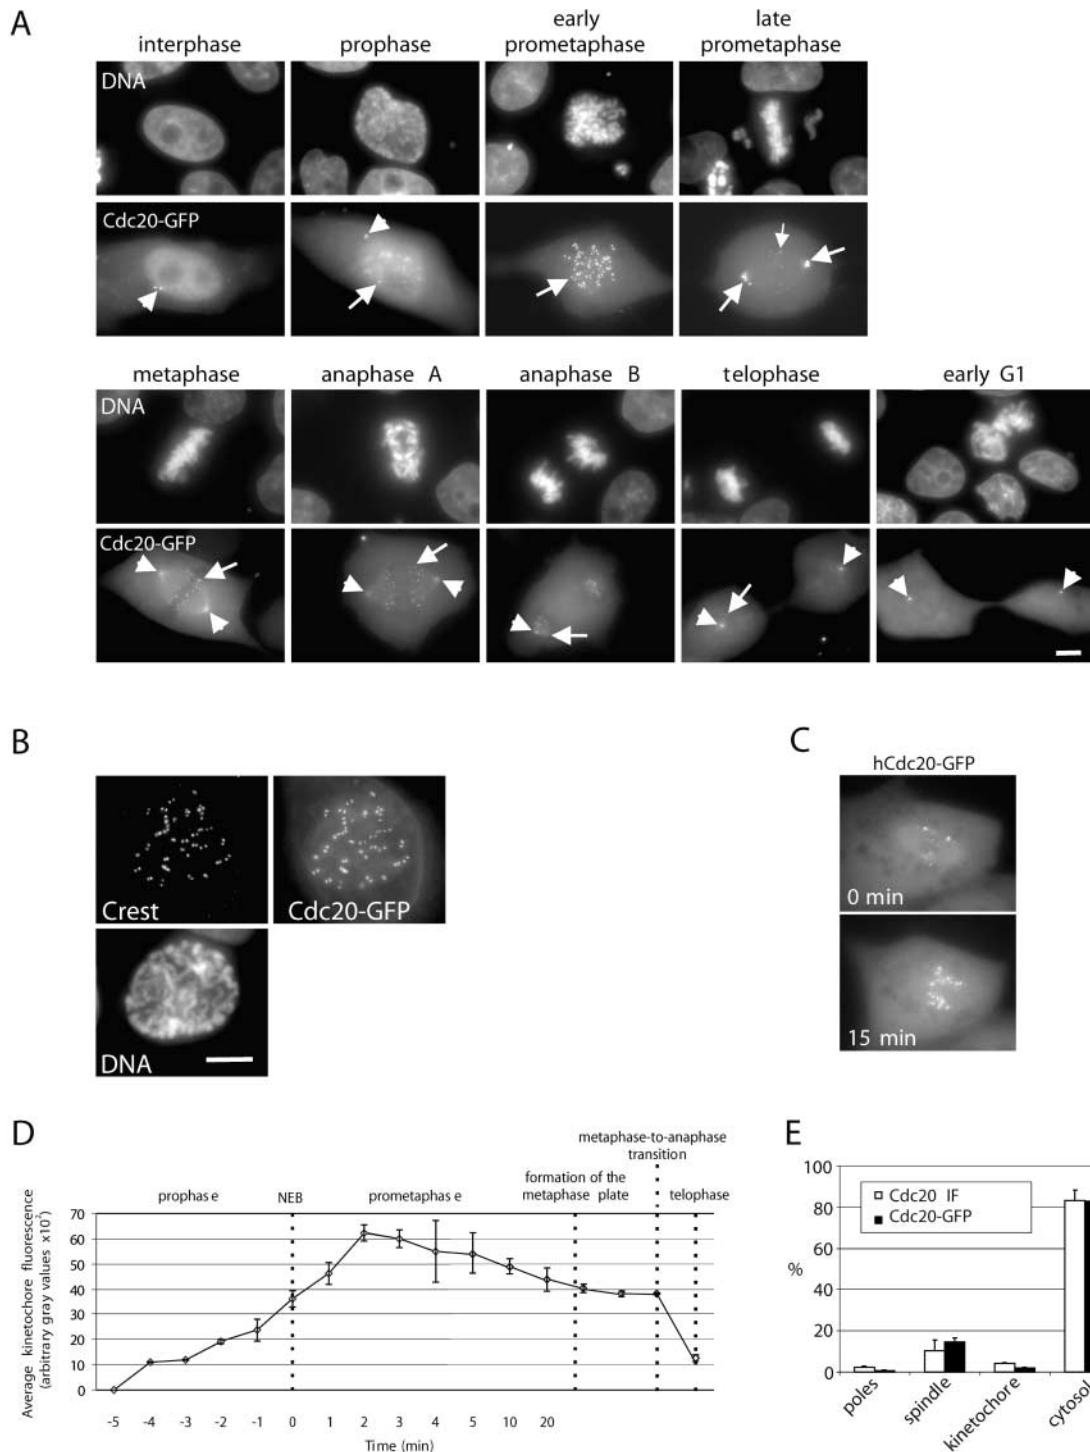 A
interphase
prophase
early
prometaphase
late
prometaphase
DNA
Cdc20-GFP
metaphase
anaphase A
anaphase B
telophase
early G1
DNA
Cdc20-GFP
B
Crest
Cdc20-GFP
DNA
C
hCdc20-GFP
0 min
15 min
D
metaphase-to-anaphase
transition
formation of the
metaphase plate
prophase
NEB
prometaphase
telophase
Average kinetochore fluorescence
(arbitrary gray values x10³)
70
60
50
40
30
20
10
0
-5 -4 -3 -2 -1 0 1 2 3 4 5 10 20
Time (min)
E
100
80
60
40
20
0
%
Cdc20 IF
Cdc20-GFP
poles
spindle
kinetochore
cytosol